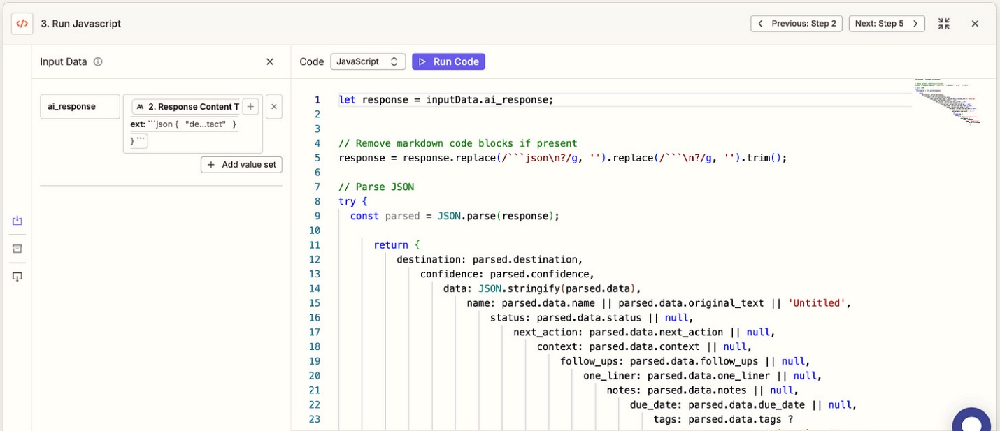 3. Run Javascript
Previous: Step 2
Next: Step 5
Input Data
Code
JavaScript
Run Code
ai_response
2. Response Content T
ext: ```json { "de...tact" }
} ```
Add value set
1 let response = inputData.ai_response;
2
3
4 // Remove markdown code blocks if present
5 response = response.replace(/```json\n?/g, '').replace(/```\n?/g, '').trim();
6
7 // Parse JSON
8 try {
9 const parsed = JSON.parse(response);
10
11 return {
12 destination: parsed.destination,
13 confidence: parsed.confidence,
14 data: JSON.stringify(parsed.data),
15 name: parsed.data.name || parsed.data.original_text || 'Untitled',
16 status: parsed.data.status || null,
17 next_action: parsed.data.next_action || null,
18 context: parsed.data.context || null,
19 follow_ups: parsed.data.follow_ups || null,
20 one_liner: parsed.data.one_liner || null,
21 notes: parsed.data.notes || null,
22 due_date: parsed.data.due_date || null,
23 tags: parsed.data.tags ?